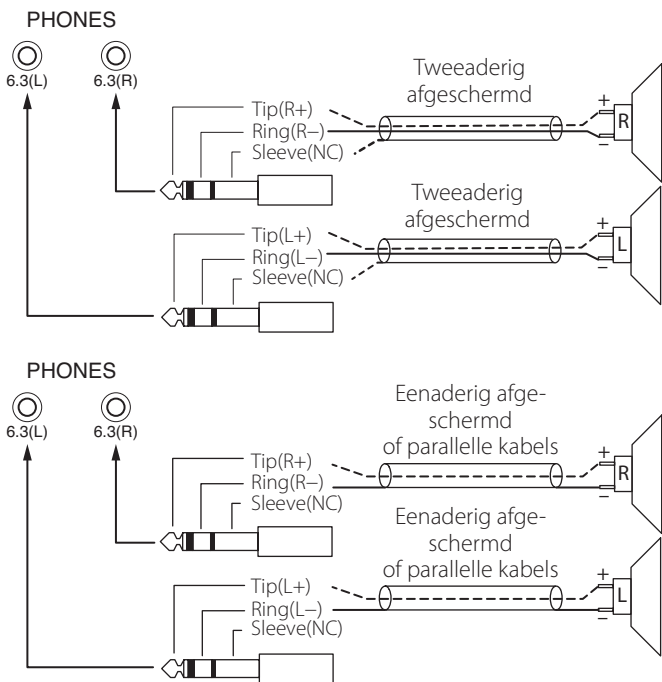 PHONES
6.3(L) 6.3(R)
Tweeaderig
afgeschermd
Tip(R+)
Ring(R−)
Sleeve(NC)
+
R
−
Tweeaderig
afgeschermd
Tip(L+)
Ring(L−)
Sleeve(NC)
+
L
−
PHONES
6.3(L) 6.3(R)
Eenaderig afge-
schermd
of parallelle kabels
Tip(R+)
Ring(R−)
Sleeve(NC)
+
R
−
Eenaderig afge-
schermd
of parallelle kabels
Tip(L+)
Ring(L−)
Sleeve(NC)
+
L
−